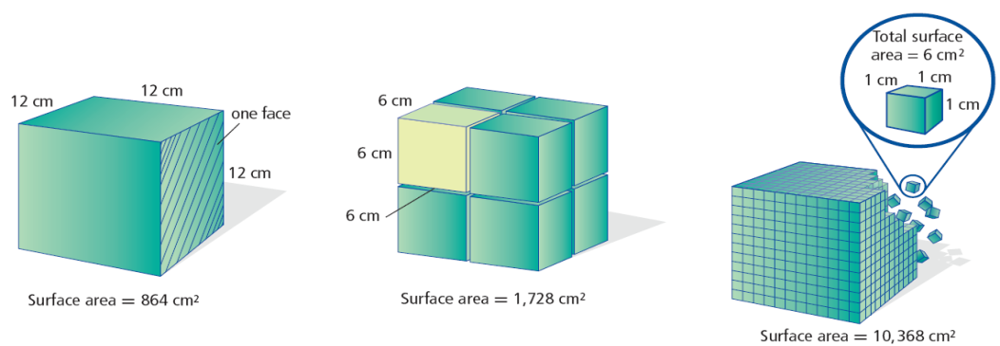 12 cm
12 cm
one face
12 cm
Surface area = 864 cm²
6 cm
6 cm
6 cm
Surface area = 1,728 cm²
Total surface
area = 6 cm²
1 cm
1 cm
1 cm
Surface area = 10,368 cm²